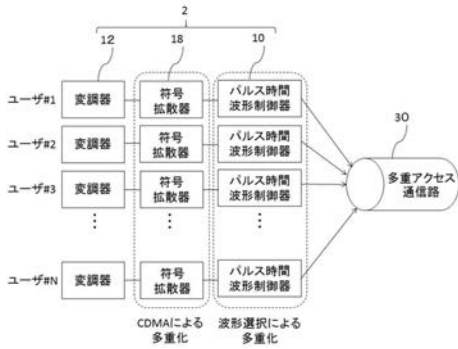 2
12
18
10
ユーザ#1
変調器
符号
拡散器
パルス時間
波形制御器
30
ユーザ#2
変調器
符号
拡散器
パルス時間
波形制御器
多重アクセス
通信路
ユーザ#3
変調器
符号
拡散器
パルス時間
波形制御器
ユーザ#N
変調器
符号
拡散器
パルス時間
波形制御器
CDMAによる
多重化
波形選択による
多重化